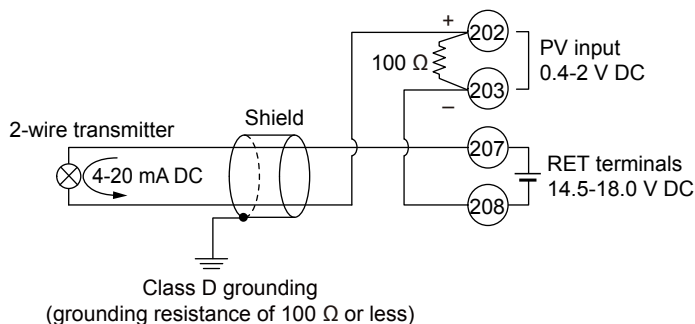 +
202
100 Ω
PV input
0.4-2 V DC
203
–
Shield
2-wire transmitter
207
4-20 mA DC
RET terminals
14.5-18.0 V DC
208
Class D grounding
(grounding resistance of 100 Ω or less)